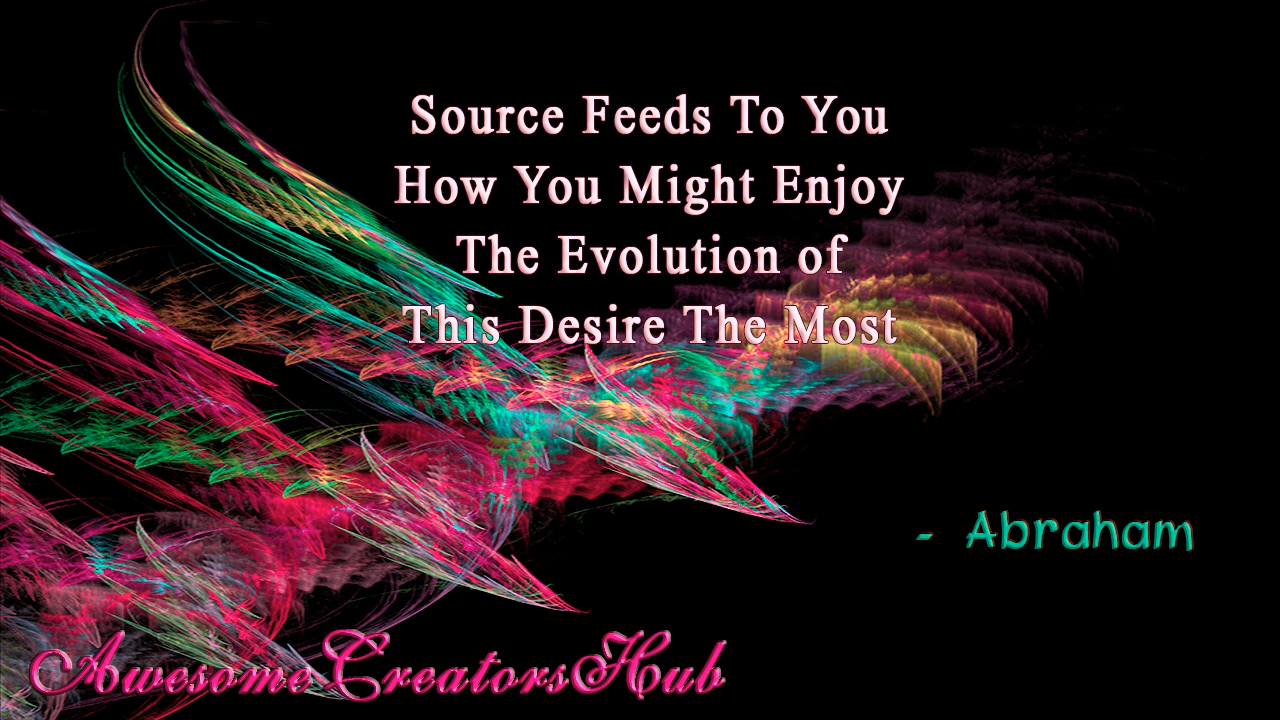 Source Feeds To You
How You Might Enjoy
The Evolution of
This Desire The Most
- Abraham
AwesomeCreatorsHub